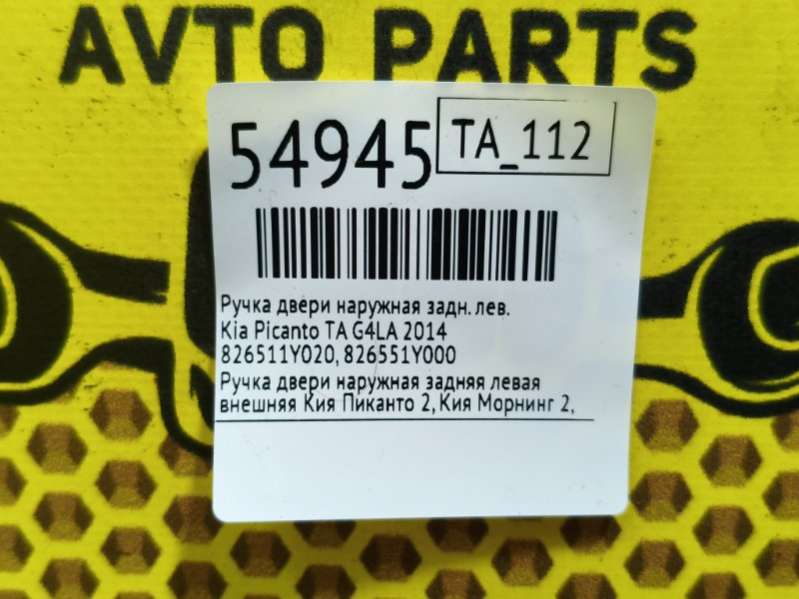 AVTO PARTS
54945
TA_112
Ручка двери наружная задн. лев.
Kia Picanto TA G4LA 2014
826511Y020, 826551Y000
Ручка двери наружная задняя левая
внешняя Кия Пиканто 2, Кия Морнинг 2,